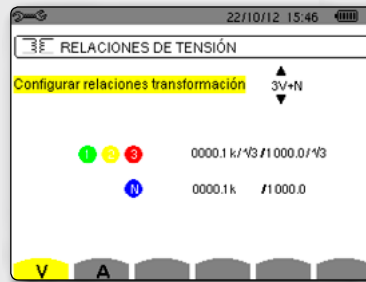 22/10/12 15:46
RELACIONES DE TENSIÓN
Configurar relaciones transformación 3V+N
1 2 3 0000.1 k/√3 /1000.0/√3
N 0000.1 k /1000.0
V A